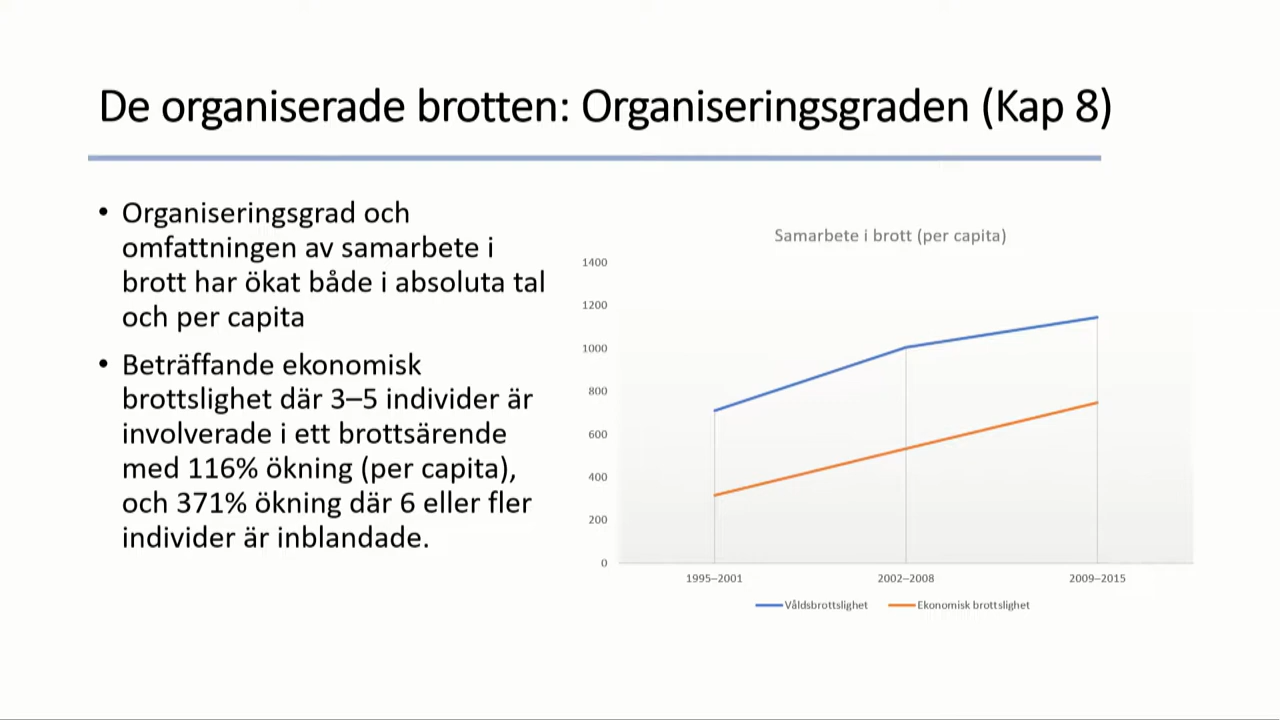 De organiserade brotten: Organiseringsgraden (Kap 8)
• Organiseringsgrad och
omfattningen av samarbete i
brott har ökat både i absoluta tal
och per capita
• Beträffande ekonomisk
brottslighet där 3–5 individer är
involverade i ett brottsärende
med 116% ökning (per capita),
och 371% ökning där 6 eller fler
individer är inblandade.
Samarbete i brott (per capita)
1400
1200
1000
800
600
400
200
0
1995–2001 2002–2008 2009–2015
Våldsbrottslighet Ekonomisk brottslighet